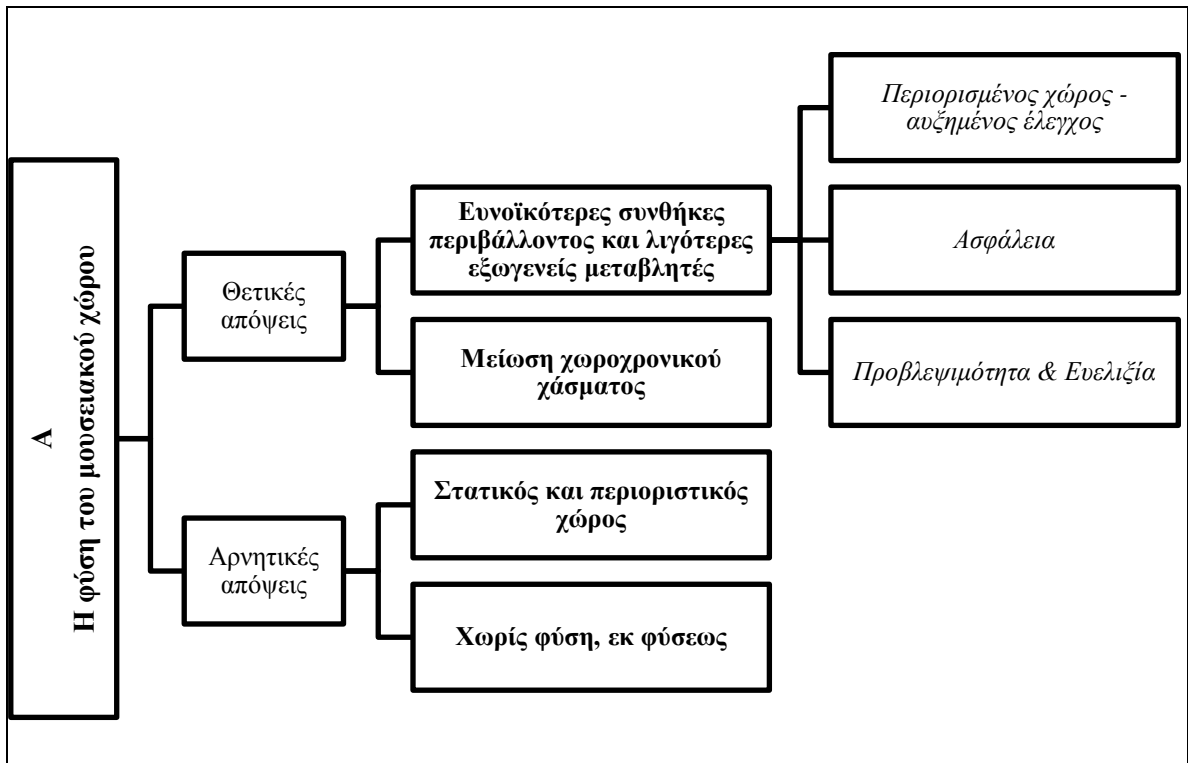 Α
Η φύση του μουσειακού χώρου
Θετικές
απόψεις
Ευνοϊκότερες συνθήκες
περιβάλλοντος και λιγότερες
εξωγενείς μεταβλητές
Περιορισμένος χώρος -
αυξημένος έλεγχος
Ασφάλεια
Προβλεψιμότητα & Ευελιξία
Μείωση χωροχρονικού
χάσματος
Αρνητικές
απόψεις
Στατικός και περιοριστικός
χώρος
Χωρίς φύση, εκ φύσεως